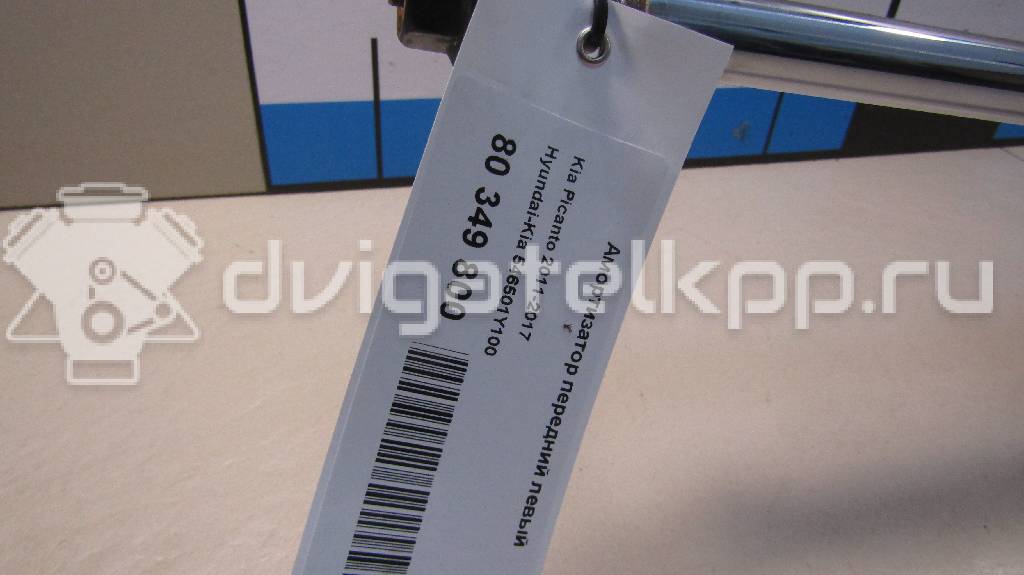 Амортизатор передний левый
Kia Picanto 2011-2017
Hyundai-Kia 546501Y100
80 349 800
dvigatelkpp.ru